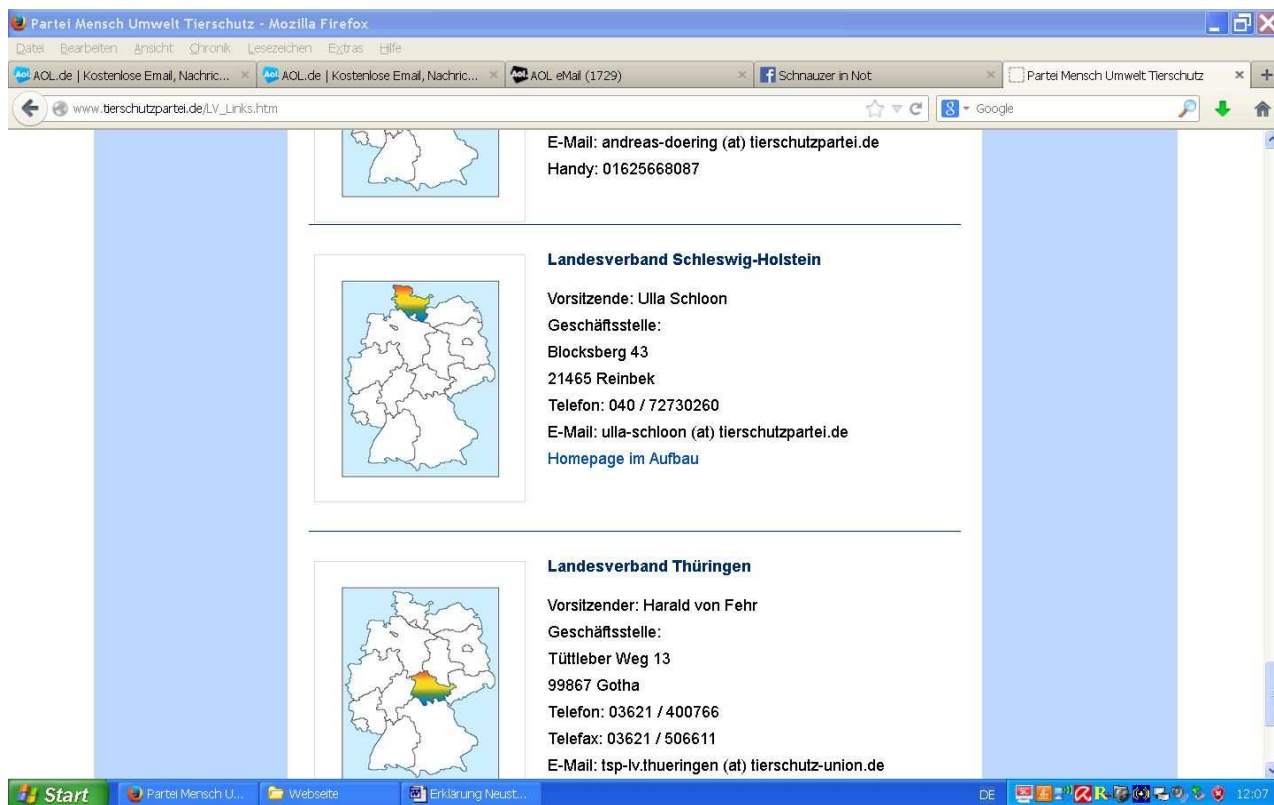 Partei Mensch Umwelt Tierschutz - Mozilla Firefox
Datei Bearbeiten Ansicht Chronik Lesezeichen Extras Hilfe
AOL.de | Kostenlose Email, Nachric... AOL.de | Kostenlose Email, Nachric... AOL eMail (1729) Schnauzer in Not Partei Mensch Umwelt Tierschutz
www.tierschutzpartei.de/LV_Links.htm Google
E-Mail: andreas-doering (at) tierschutzpartei.de
Handy: 01625668087
Landesverband Schleswig-Holstein
Vorsitzende: Ulla Schloon
Geschäftsstelle:
Blocksberg 43
21465 Reinbek
Telefon: 040 / 72730260
E-Mail: ulla-schloon (at) tierschutzpartei.de
Homepage im Aufbau
Landesverband Thüringen
Vorsitzender: Harald von Fehr
Geschäftsstelle:
Tüttleber Weg 13
99867 Gotha
Telefon: 03621 / 400766
Telefax: 03621 / 506611
E-Mail: tsp-lv.thueringen (at) tierschutz-union.de
Start Partei Mensch U... Webseite Erklärung Neust... DE 12:07